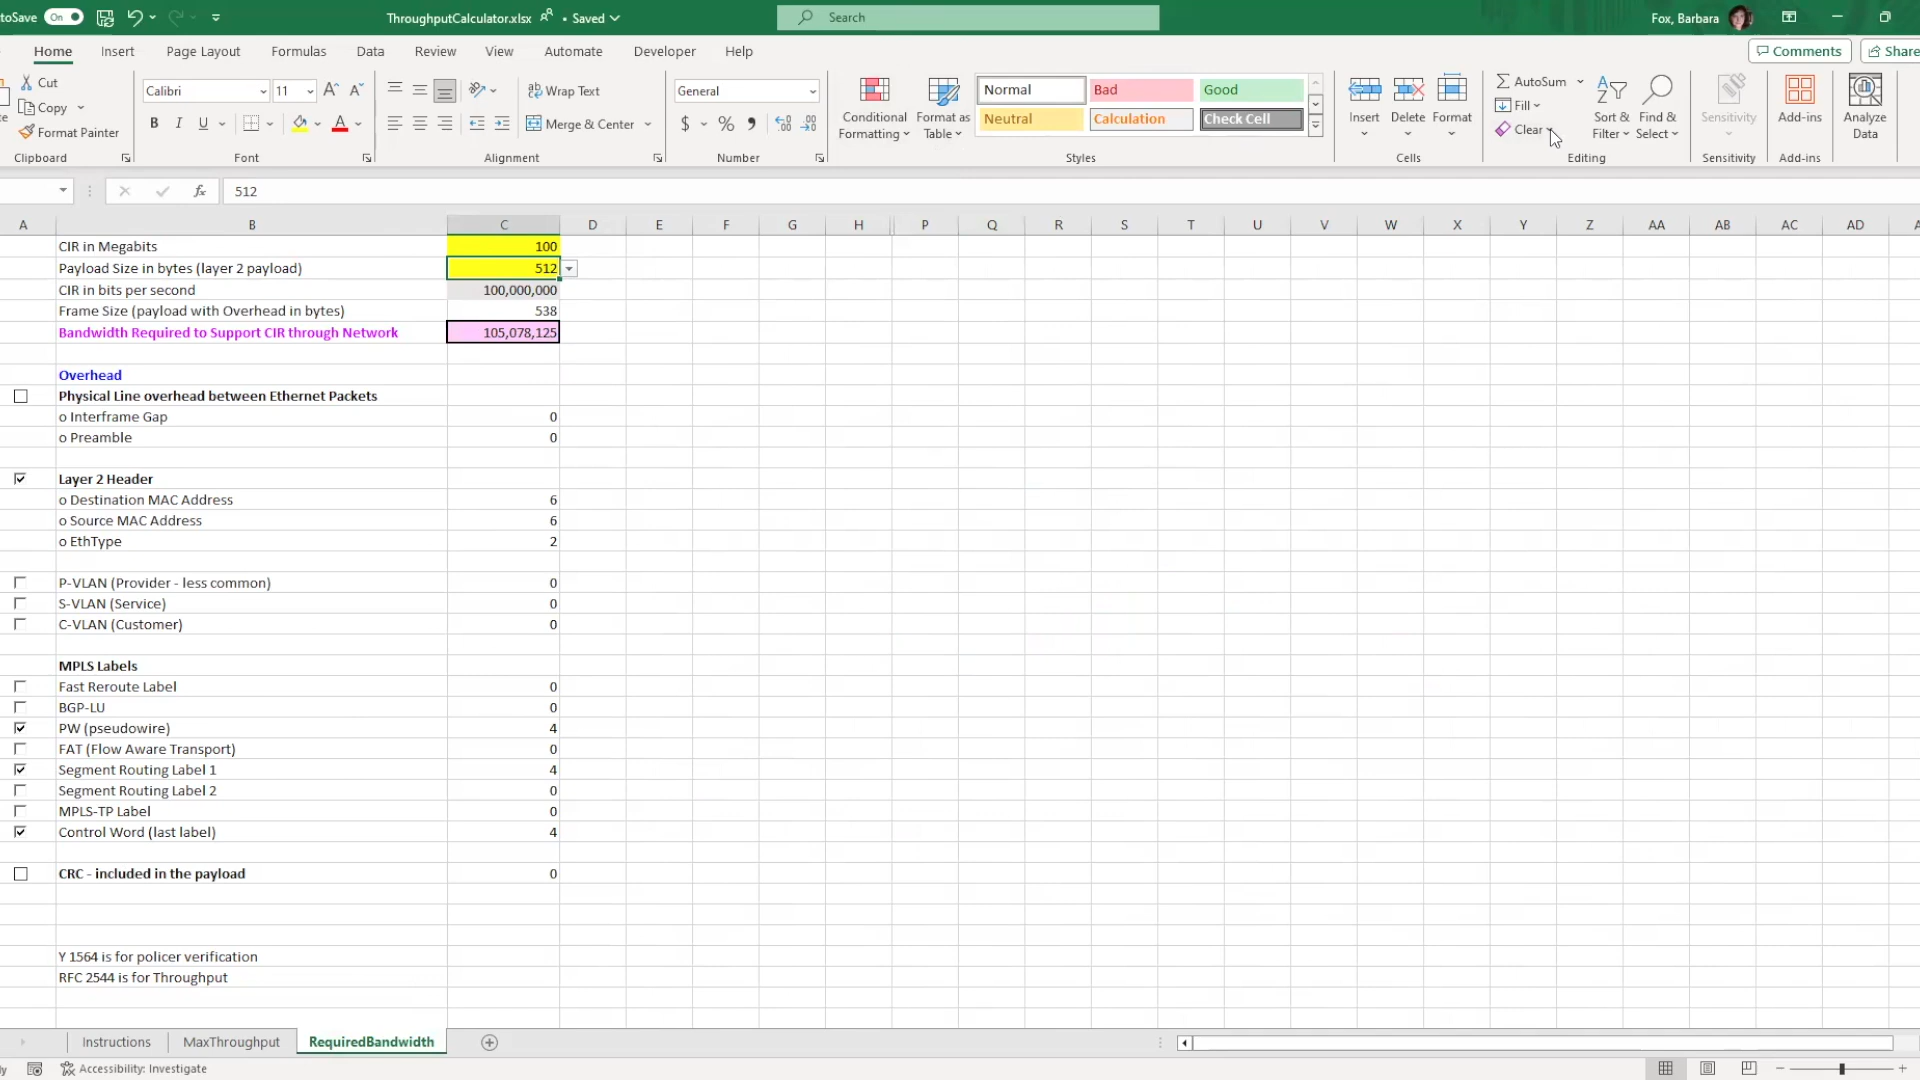 toSave On ThroughputCalculator.xlsx • Saved Search Fox, Barbara
Home Insert Page Layout Formulas Data Review View Automate Developer Help Comments Share
Cut
Copy
Format Painter
Clipboard
Calibri 11
B I U A
Font
Wrap Text
Merge & Center
Alignment
General
$ % ,
Number
Conditional Formatting
Format as Table
Normal Bad Good
Neutral Calculation Check Cell
Styles
Insert Delete Format
Cells
AutoSum
Fill
Clear
Sort & Filter
Find & Select
Editing
Sensitivity
Sensitivity
Add-ins
Add-ins
Analyze Data
fx 512
A B C D E F G H P Q R S T U V W X Y Z AA AB AC AD
CIR in Megabits 100
Payload Size in bytes (layer 2 payload) 512
CIR in bits per second 100,000,000
Frame Size (payload with Overhead in bytes) 538
Bandwidth Required to Support CIR through Network 105,078,125
Overhead
Physical Line overhead between Ethernet Packets
o Interframe Gap 0
o Preamble 0
Layer 2 Header
o Destination MAC Address 6
o Source MAC Address 6
o EthType 2
P-VLAN (Provider - less common) 0
S-VLAN (Service) 0
C-VLAN (Customer) 0
MPLS Labels
Fast Reroute Label 0
BGP-LU 0
PW (pseudowire) 4
FAT (Flow Aware Transport) 0
Segment Routing Label 1 4
Segment Routing Label 2 0
MPLS-TP Label 0
Control Word (last label) 4
CRC - included in the payload 0
Y 1564 is for policer verification
RFC 2544 is for Throughput
Instructions MaxThroughput RequiredBandwidth
Accessibility: Investigate